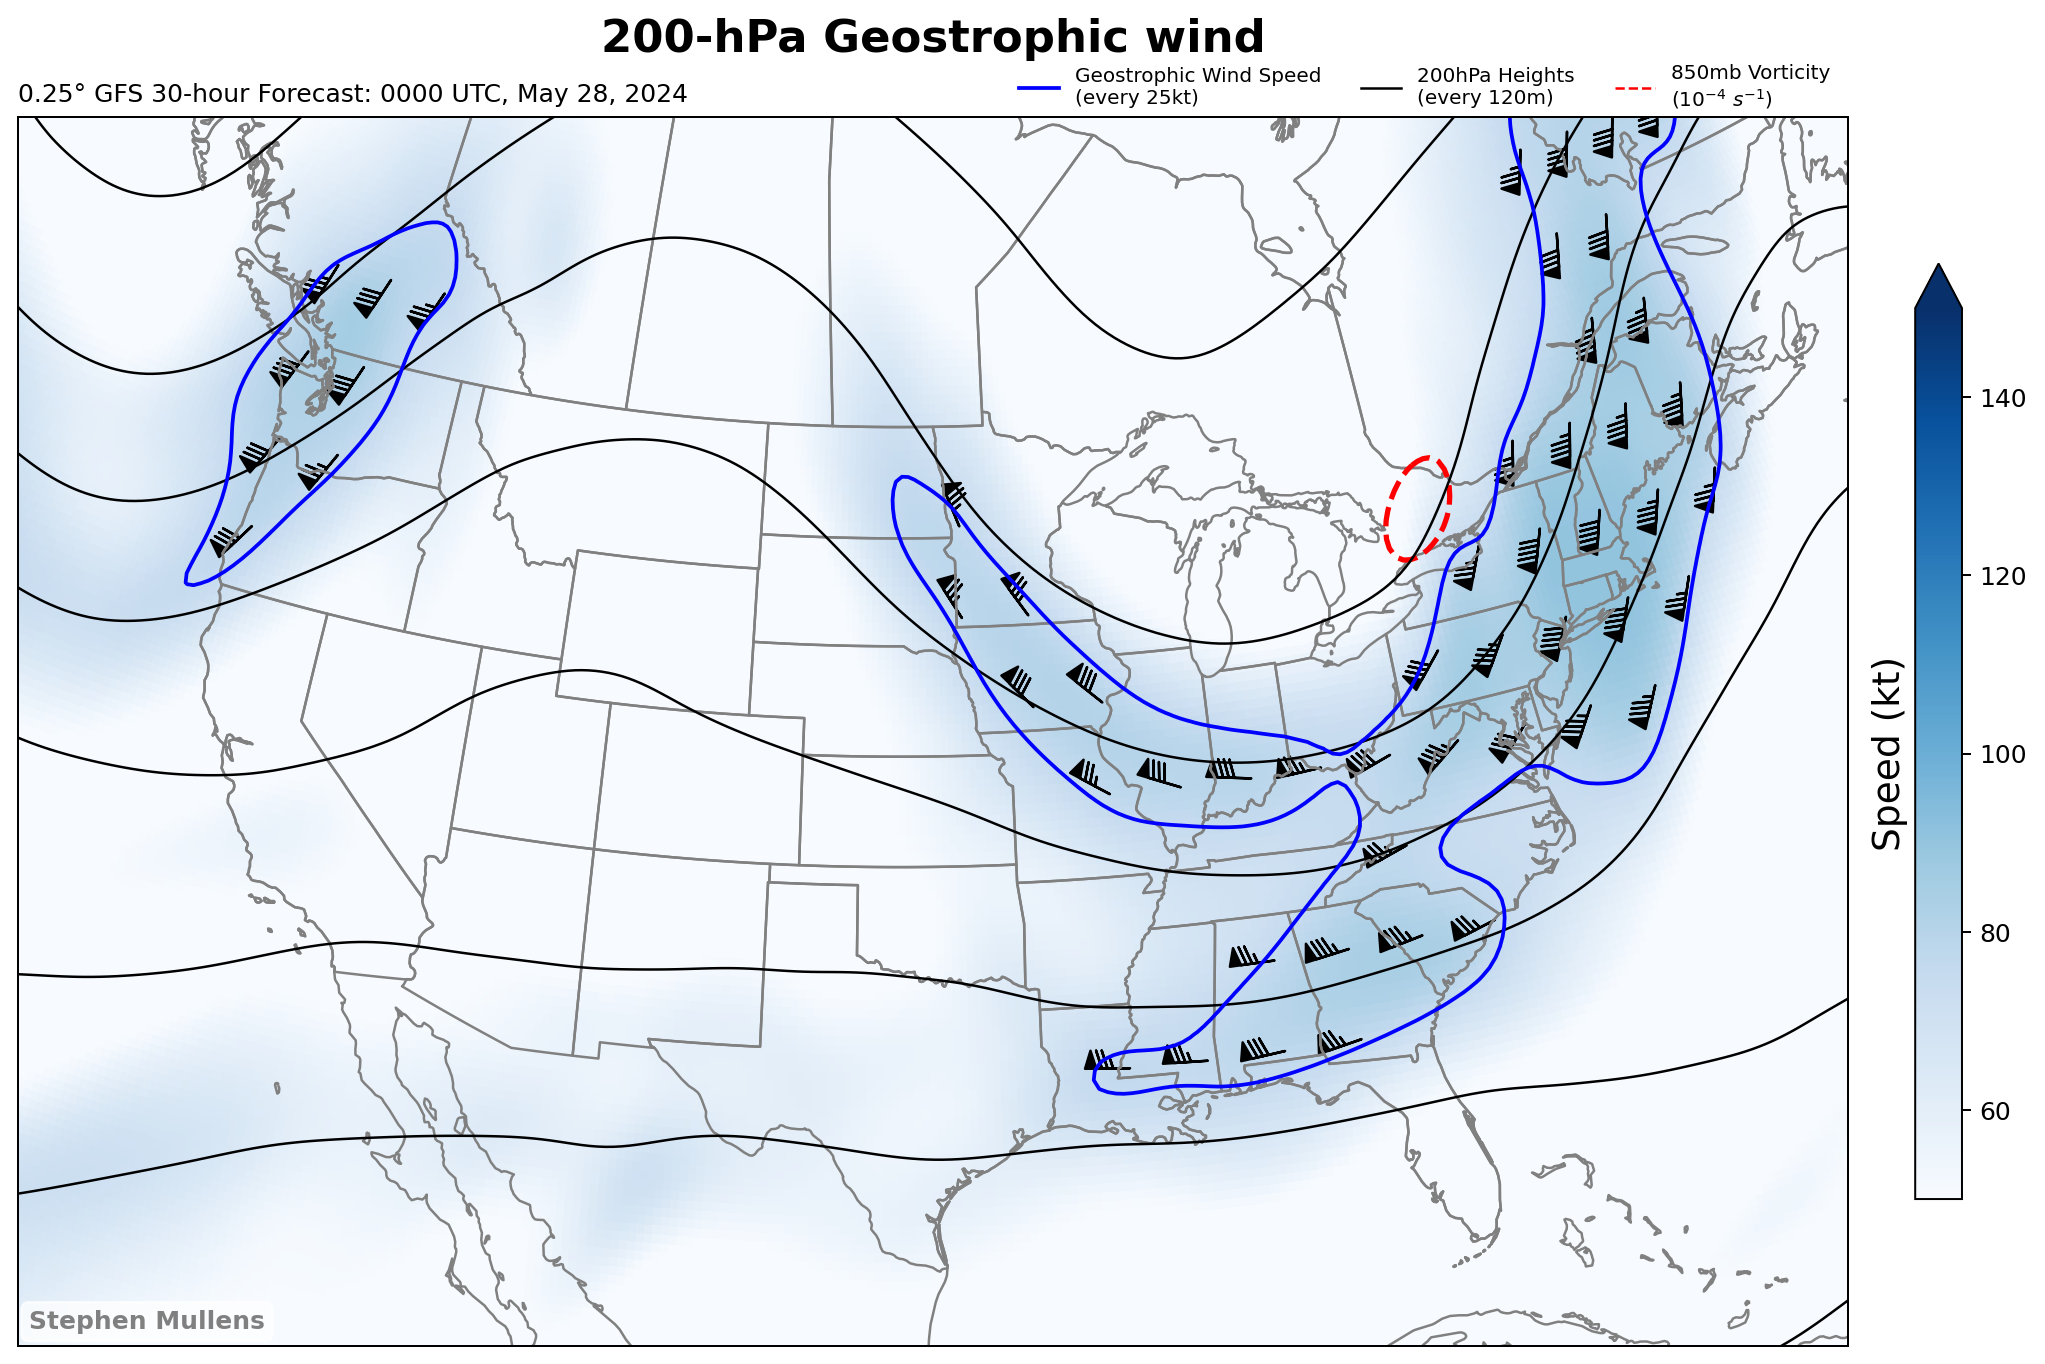 200-hPa Geostrophic wind
0.25° GFS 30-hour Forecast: 0000 UTC, May 28, 2024
Geostrophic Wind Speed
(every 25kt)
200hPa Heights
(every 120m)
850mb Vorticity
(10⁻⁴ s⁻¹)
140
120
100
80
60
Speed (kt)
Stephen Mullens